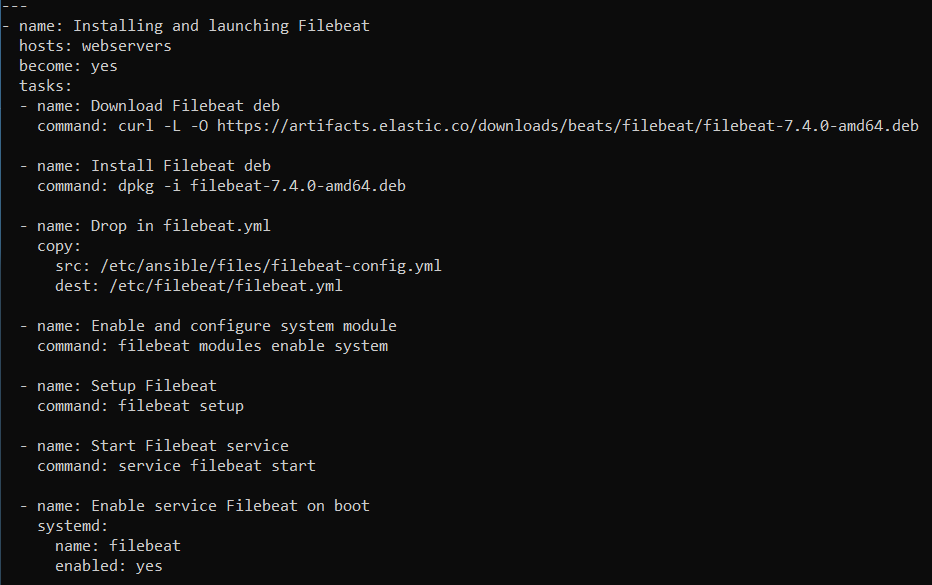 ---
- name: Installing and launching Filebeat
  hosts: webservers
  become: yes
  tasks:
  - name: Download Filebeat deb
    command: curl -L -O https://artifacts.elastic.co/downloads/beats/filebeat/filebeat-7.4.0-amd64.deb

  - name: Install Filebeat deb
    command: dpkg -i filebeat-7.4.0-amd64.deb

  - name: Drop in filebeat.yml
    copy:
      src: /etc/ansible/files/filebeat-config.yml
      dest: /etc/filebeat/filebeat.yml

  - name: Enable and configure system module
    command: filebeat modules enable system

  - name: Setup Filebeat
    command: filebeat setup

  - name: Start Filebeat service
    command: service filebeat start

  - name: Enable service Filebeat on boot
    systemd:
      name: filebeat
      enabled: yes